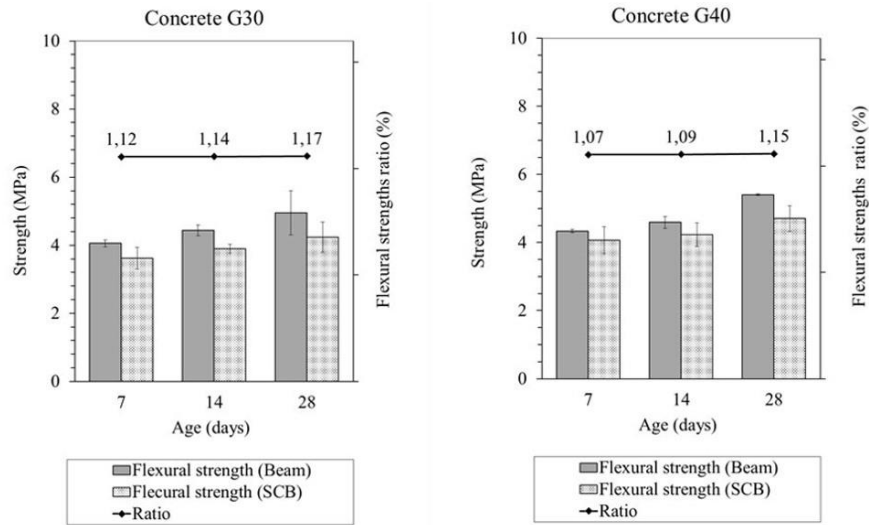 Concrete G30
10
8
6
4
2
0
Strength (MPa)
1,12
1,14
1,17
Flexural strengths ratio (%)
7
14
28
Age (days)
Flexural strength (Beam)
Flecural strength (SCB)
Ratio
Concrete G40
10
8
6
4
2
0
Strength (MPa)
1,07
1,09
1,15
Flexural strengths ratio (%)
7
14
28
Age (days)
Flexural strength (Beam)
Flexural strength (SCB)
Ratio